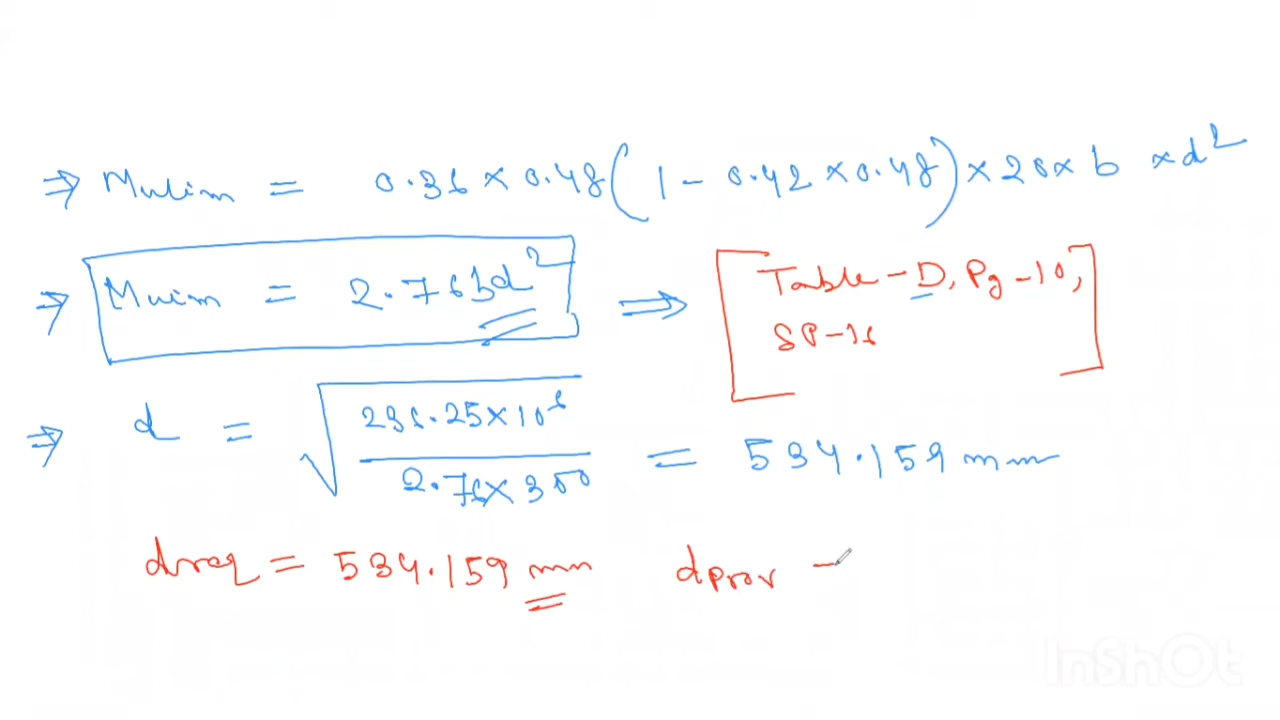 ⇒ Mulim = 0.36 × 0.48 (1 - 0.42 × 0.48) × 20 × b × d²
⇒ Muim = 2.76bd² ⇒ [Table - D, Pg - 10,
SP-16]
⇒ d = √(236.25 × 10⁶ / 2.76 × 300) = 534.159 mm
dreq = 534.159 mm dprov -
InShOt